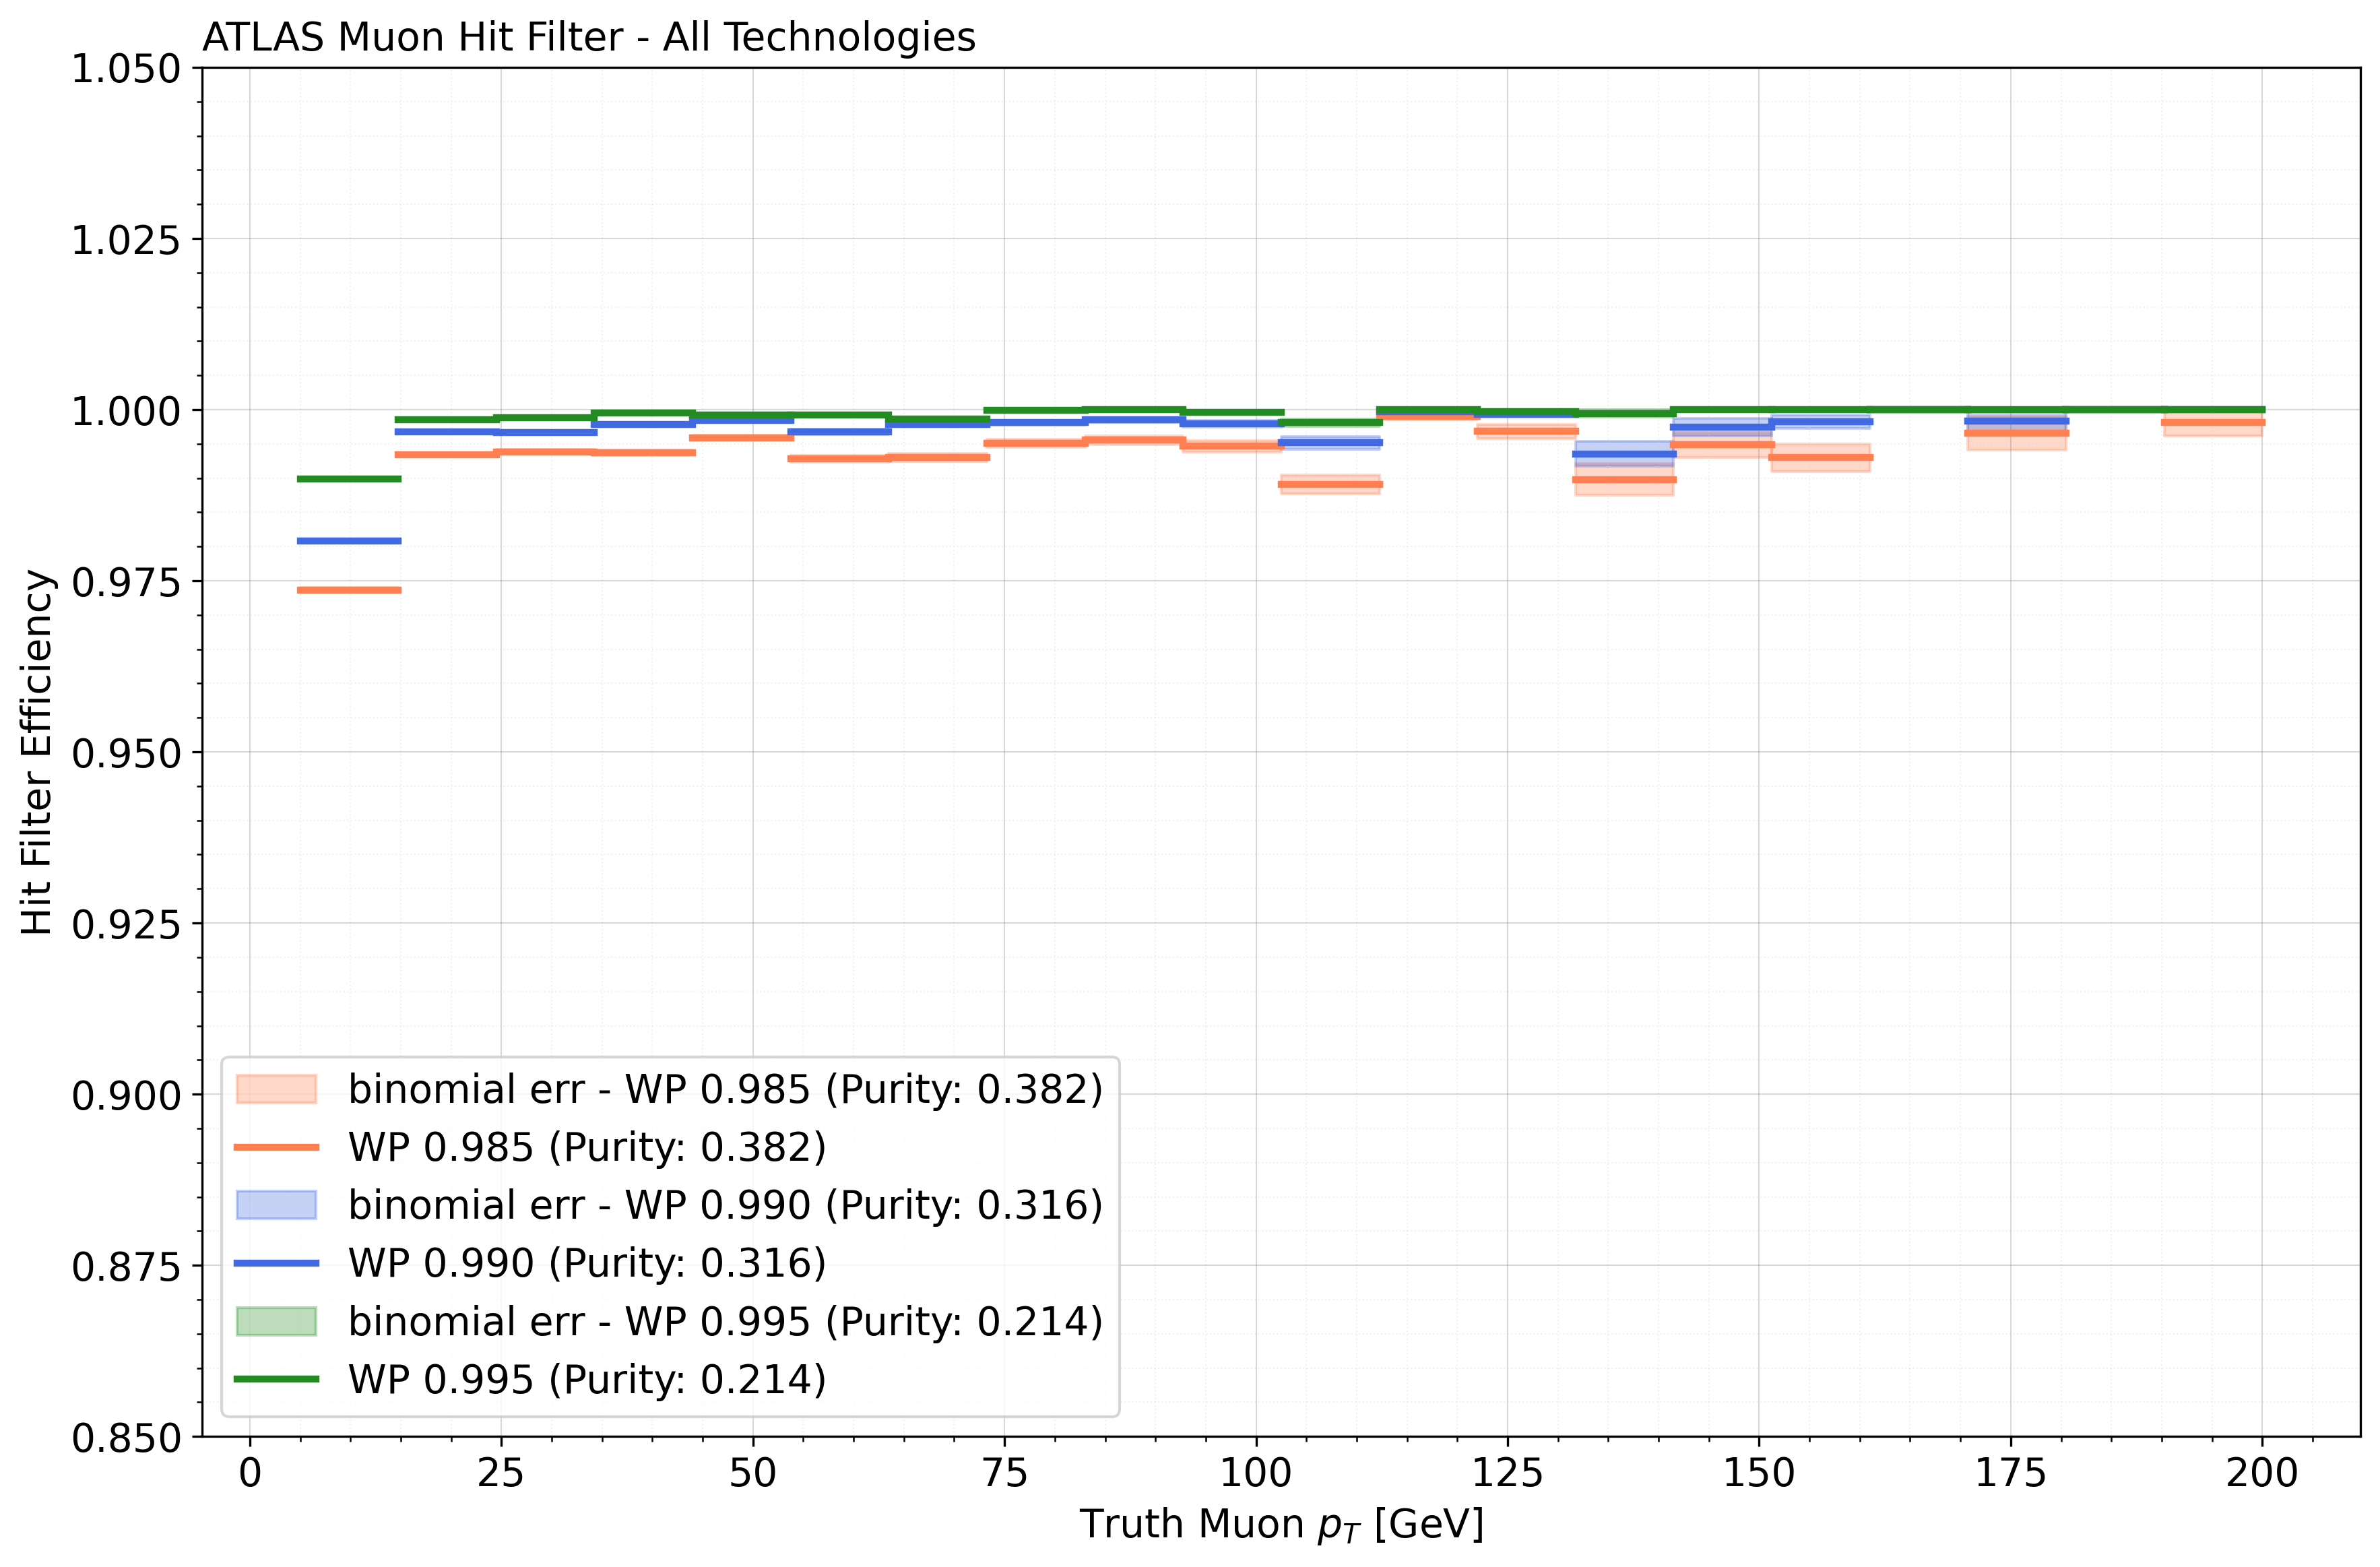 ATLAS Muon Hit Filter - All Technologies
1.050
1.025
1.000
0.975
0.950
0.925
0.900
0.875
0.850
Hit Filter Efficiency
binomial err - WP 0.985 (Purity: 0.382)
WP 0.985 (Purity: 0.382)
binomial err - WP 0.990 (Purity: 0.316)
WP 0.990 (Purity: 0.316)
binomial err - WP 0.995 (Purity: 0.214)
WP 0.995 (Purity: 0.214)
0 25 50 75 100 125 150 175 200
Truth Muon p_T [GeV]